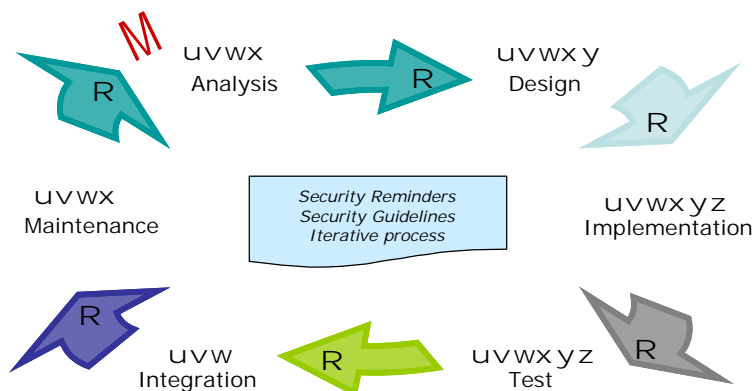 M
uvwx
Analysis
R
R
uvwxy
Design
R
uvwx
Maintenance
Security Reminders
Security Guidelines
Iterative process
uvwxyz
Implementation
R
uvw
Integration
R
uvwxyz
Test
R